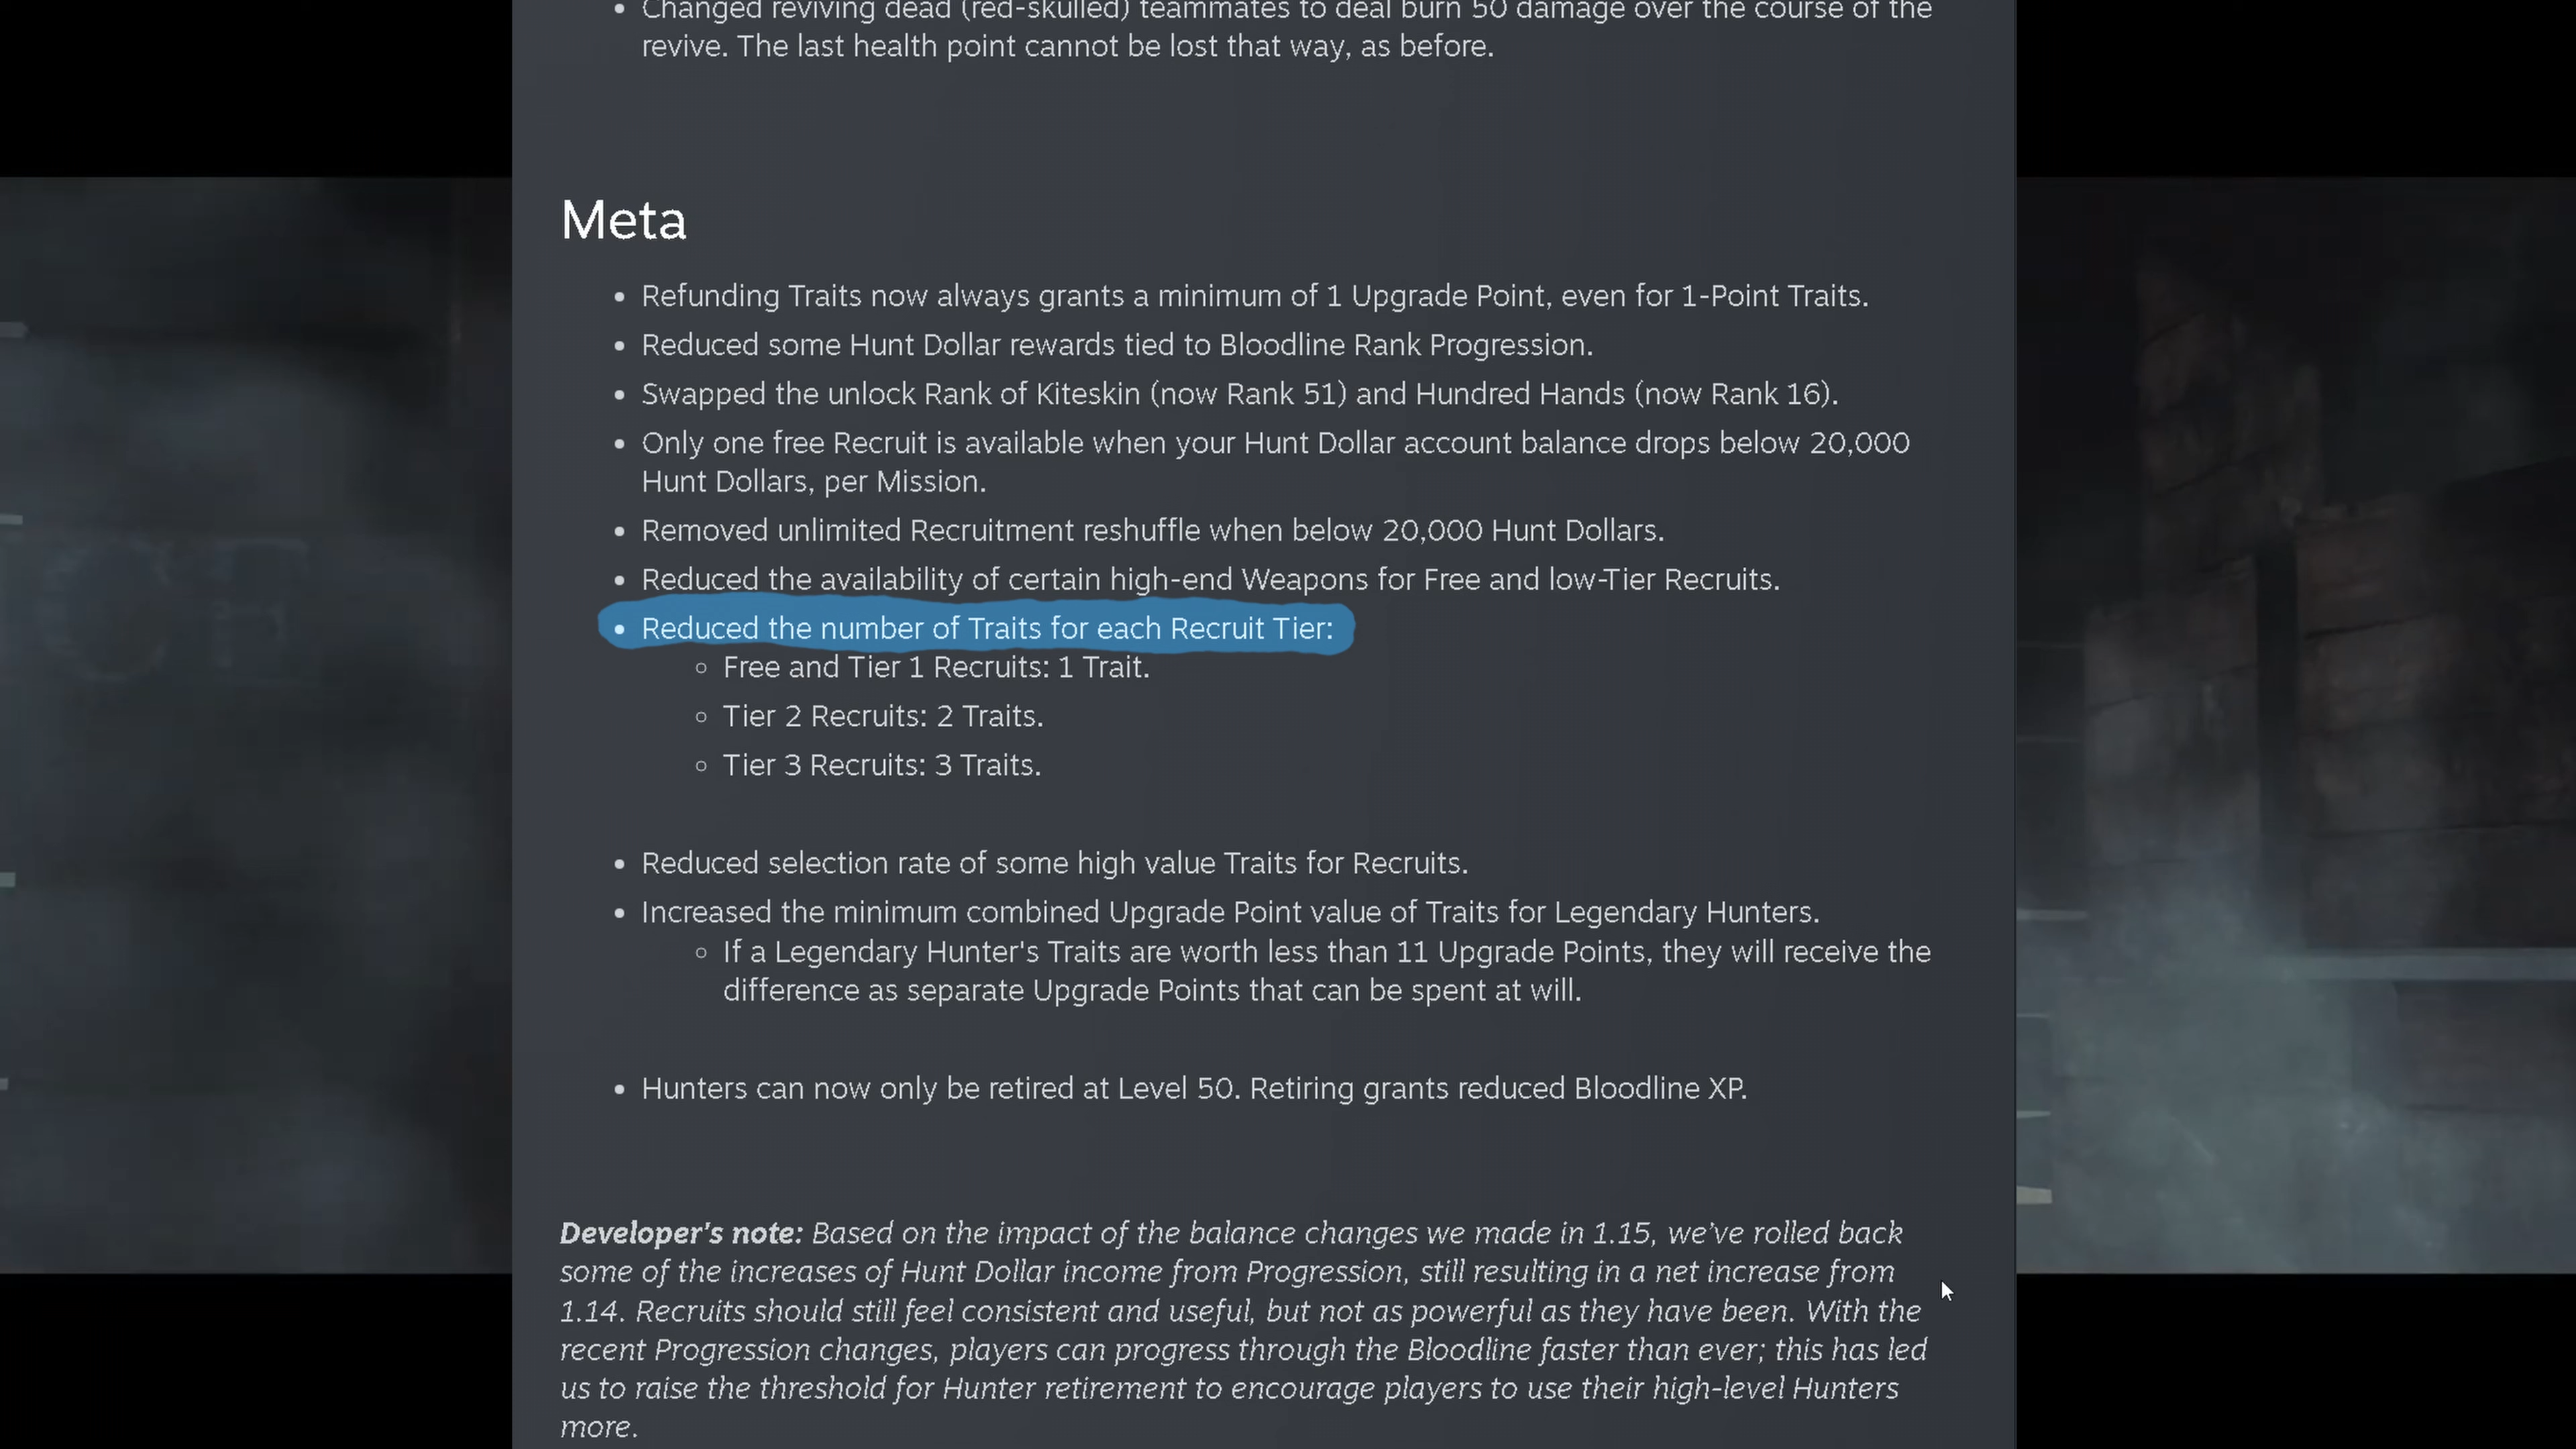 Changed reviving dead (red-skulled) teammates to deal burn 50 damage over the course of the
revive. The last health point cannot be lost that way, as before.
Meta
Refunding Traits now always grants a minimum of 1 Upgrade Point, even for 1-Point Traits.
Reduced some Hunt Dollar rewards tied to Bloodline Rank Progression.
Swapped the unlock Rank of Kiteskin (now Rank 51) and Hundred Hands (now Rank 16).
Only one free Recruit is available when your Hunt Dollar account balance drops below 20,000
Hunt Dollars, per Mission.
Removed unlimited Recruitment reshuffle when below 20,000 Hunt Dollars.
Reduced the availability of certain high-end Weapons for Free and low-Tier Recruits.
Reduced the number of Traits for each Recruit Tier:
Free and Tier 1 Recruits: 1 Trait.
Tier 2 Recruits: 2 Traits.
Tier 3 Recruits: 3 Traits.
Reduced selection rate of some high value Traits for Recruits.
Increased the minimum combined Upgrade Point value of Traits for Legendary Hunters.
If a Legendary Hunter's Traits are worth less than 11 Upgrade Points, they will receive the
difference as separate Upgrade Points that can be spent at will.
Hunters can now only be retired at Level 50. Retiring grants reduced Bloodline XP.
Developer's note: Based on the impact of the balance changes we made in 1.15, we've rolled back
some of the increases of Hunt Dollar income from Progression, still resulting in a net increase from
1.14. Recruits should still feel consistent and useful, but not as powerful as they have been. With the
recent Progression changes, players can progress through the Bloodline faster than ever; this has led
us to raise the threshold for Hunter retirement to encourage players to use their high-level Hunters
more.